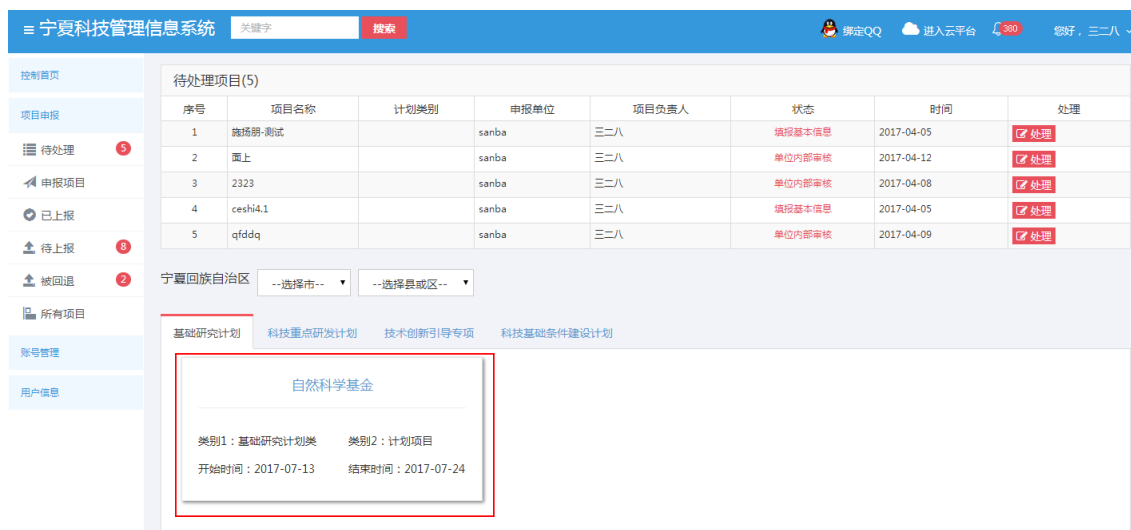 宁夏科技管理信息系统 关键字 搜索 绑定QQ 进入云平台 380 您好，三二八
控制首页
项目申报
待处理 5
申报项目
已上报
待上报 8
被回退 2
所有项目
账号管理
用户信息
待处理项目(5)
序号 项目名称 计划类别 申报单位 项目负责人 状态 时间 处理
1 施扬朋-测试 sanba 三二八 填报基本信息 2017-04-05 处理
2 面上 sanba 三二八 单位内部审核 2017-04-12 处理
3 2323 sanba 三二八 单位内部审核 2017-04-08 处理
4 ceshi4.1 sanba 三二八 填报基本信息 2017-04-05 处理
5 qfddq sanba 三二八 单位内部审核 2017-04-09 处理
宁夏回族自治区 --选择市-- --选择县或区--
基础研究计划 科技重点研发计划 技术创新引导专项 科技基础条件建设计划
自然科学基金
类别1：基础研究计划类 类别2：计划项目
开始时间：2017-07-13 结束时间：2017-07-24